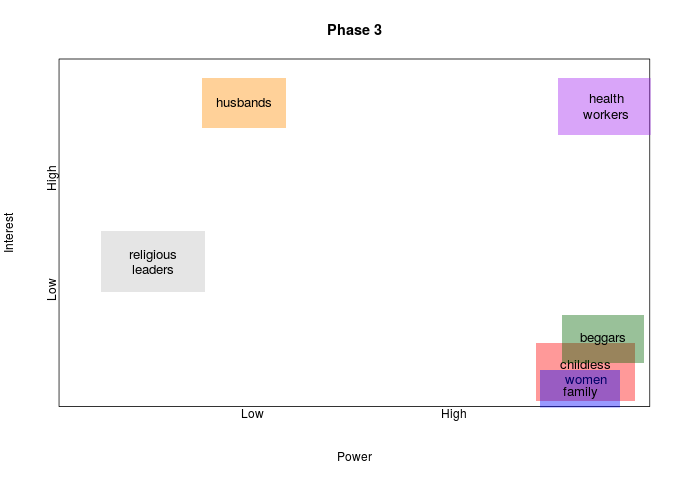 Phase 3
husbands
health
workers
High
Interest
religious
leaders
Low
beggars
childless
women
family
Low
High
Power